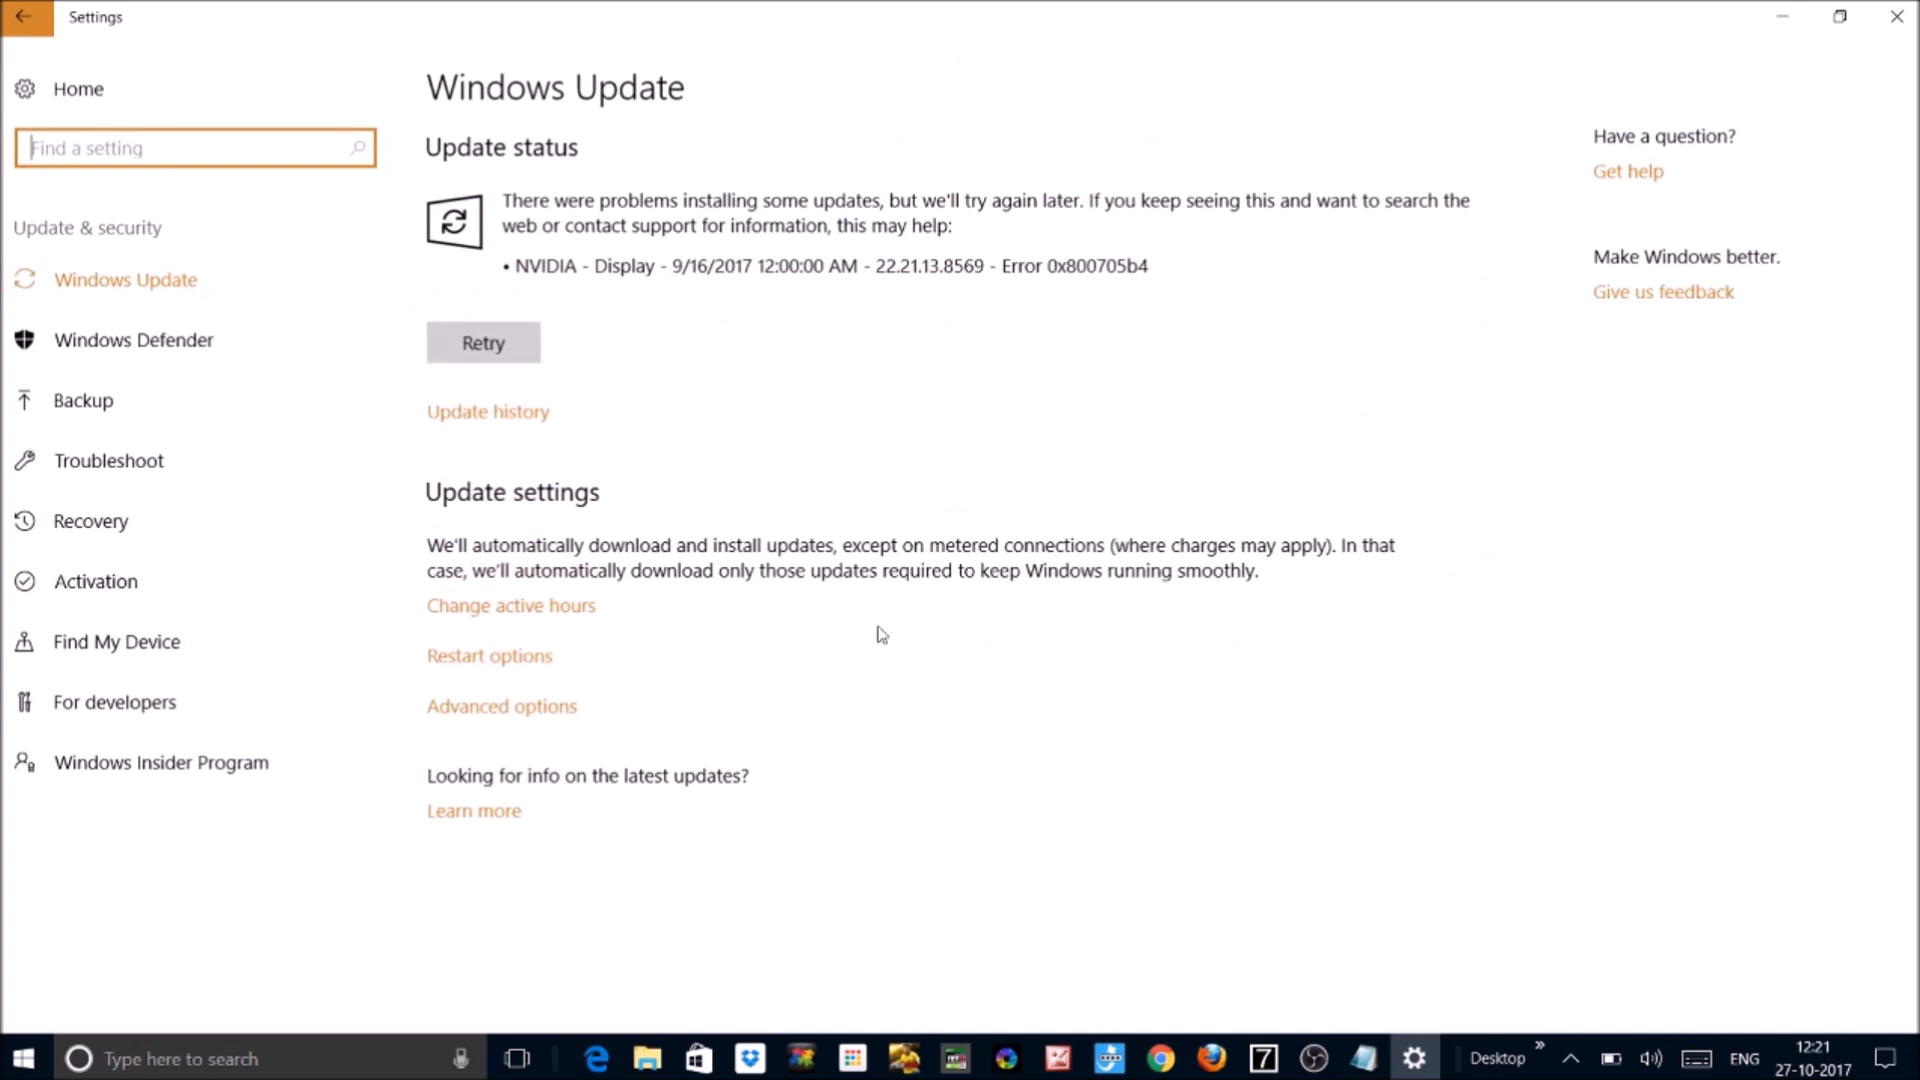 Settings
Home
Find a setting
Update & security
Windows Update
Windows Defender
Backup
Troubleshoot
Recovery
Activation
Find My Device
For developers
Windows Insider Program
Windows Update
Update status
There were problems installing some updates, but we'll try again later. If you keep seeing this and want to search the
web or contact support for information, this may help:
• NVIDIA - Display - 9/16/2017 12:00:00 AM - 22.21.13.8569 - Error 0x800705b4
Retry
Update history
Update settings
We'll automatically download and install updates, except on metered connections (where charges may apply). In that
case, we'll automatically download only those updates required to keep Windows running smoothly.
Change active hours
Restart options
Advanced options
Looking for info on the latest updates?
Learn more
Have a question?
Get help
Make Windows better.
Give us feedback
Type here to search
7
Desktop
ENG
12:21
27-10-2017